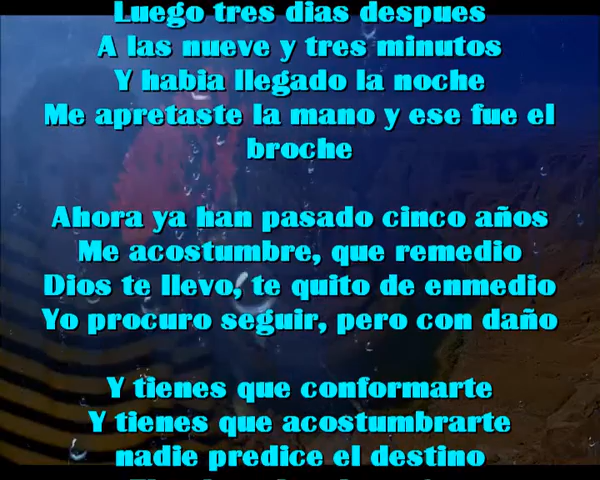 Luego tres dias despues
A las nueve y tres minutos
Y habia llegado la noche
Me apretaste la mano y ese fue el
broche
Ahora ya han pasado cinco años
Me acostumbre, que remedio
Dios te llevo, te quito de enmedio
Yo procuro seguir, pero con daño
Y tienes que conformarte
Y tienes que acostumbrarte
nadie predice el destino